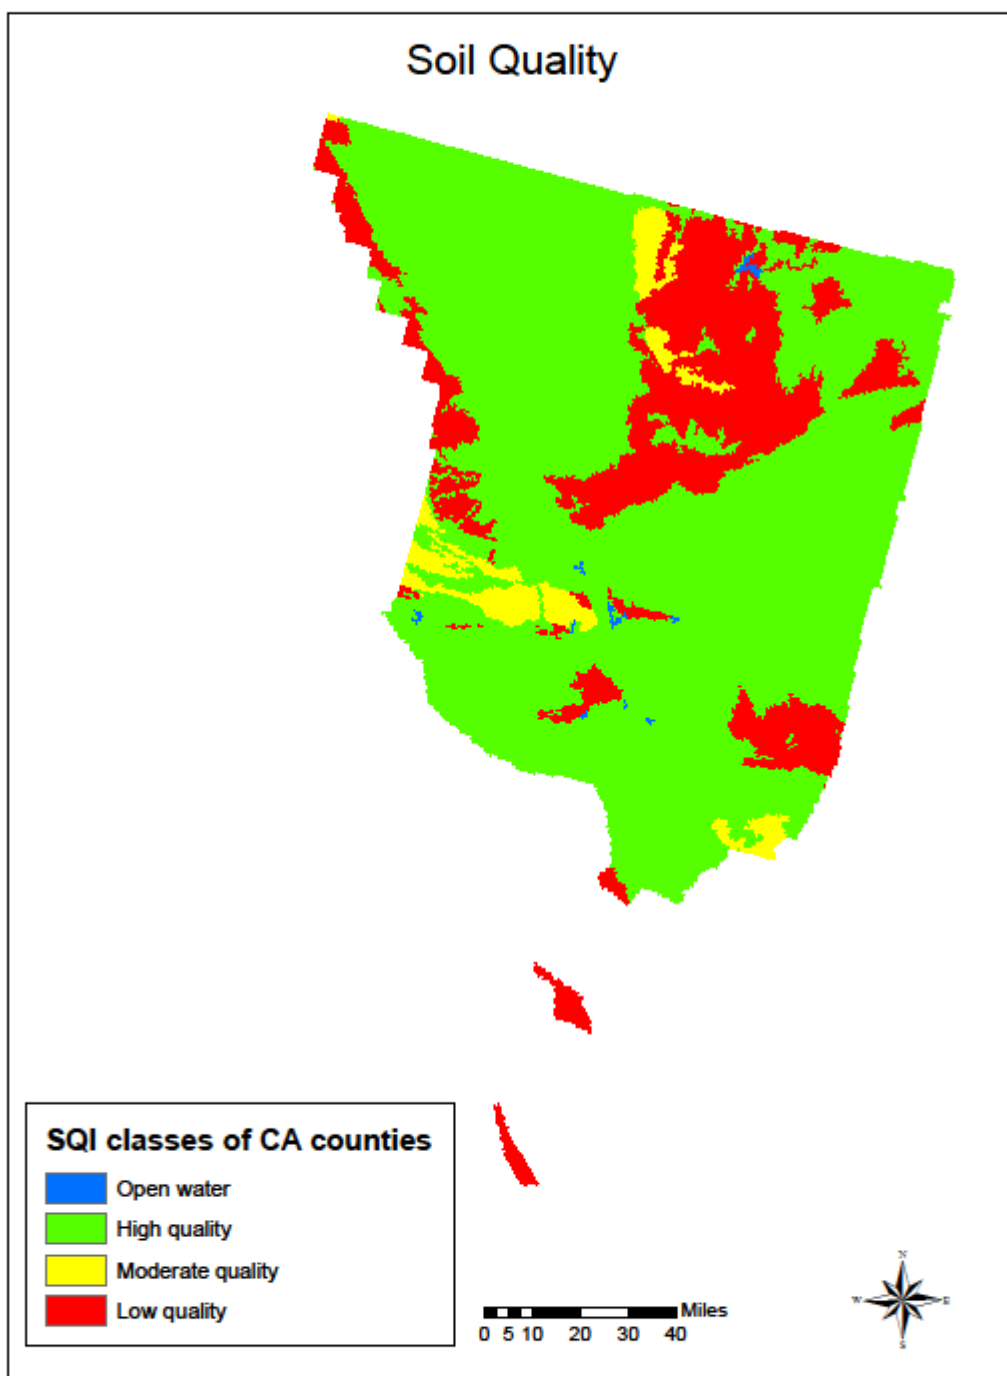 Soil Quality
SQI classes of CA counties
Open water
High quality
Moderate quality
Low quality
Miles
0 5 10 20 30 40
N
W E
S